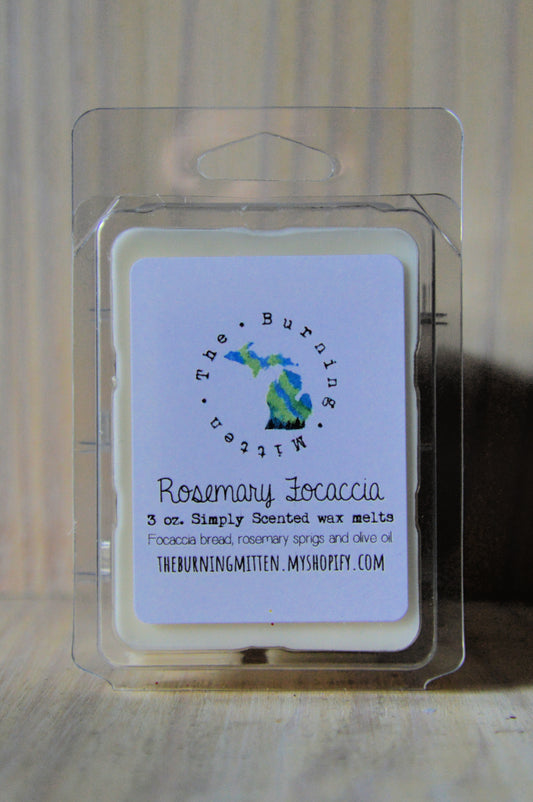 The • Burning • Mitten •
Rosemary Focaccia
3 oz. Simply Scented wax melts
Focaccia bread, rosemary sprigs and olive oil
THEBURNINGMITTEN.MYSHOPIFY.COM